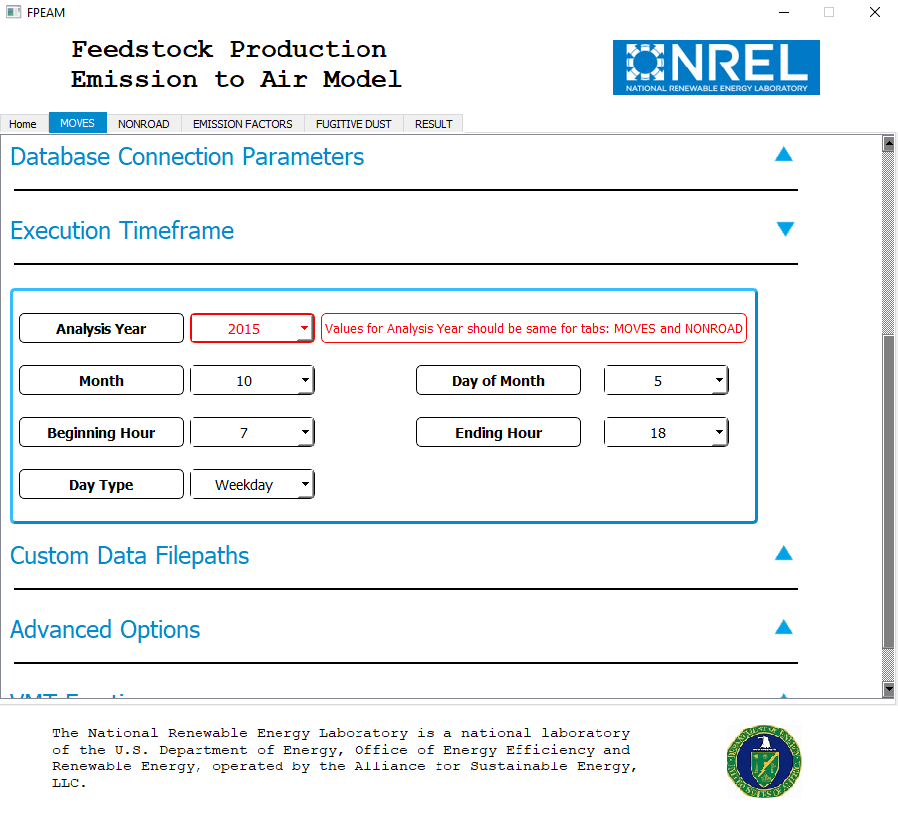 FPEAM
Feedstock Production
Emission to Air Model
NREL
NATIONAL RENEWABLE ENERGY LABORATORY
Home MOVES NONROAD EMISSION FACTORS FUGITIVE DUST RESULT
Database Connection Parameters
Execution Timeframe
Analysis Year 2015 Values for Analysis Year should be same for tabs: MOVES and NONROAD
Month 10 Day of Month 5
Beginning Hour 7 Ending Hour 18
Day Type Weekday
Custom Data Filepaths
Advanced Options
The National Renewable Energy Laboratory is a national laboratory
of the U.S. Department of Energy, Office of Energy Efficiency and
Renewable Energy, operated by the Alliance for Sustainable Energy,
LLC.